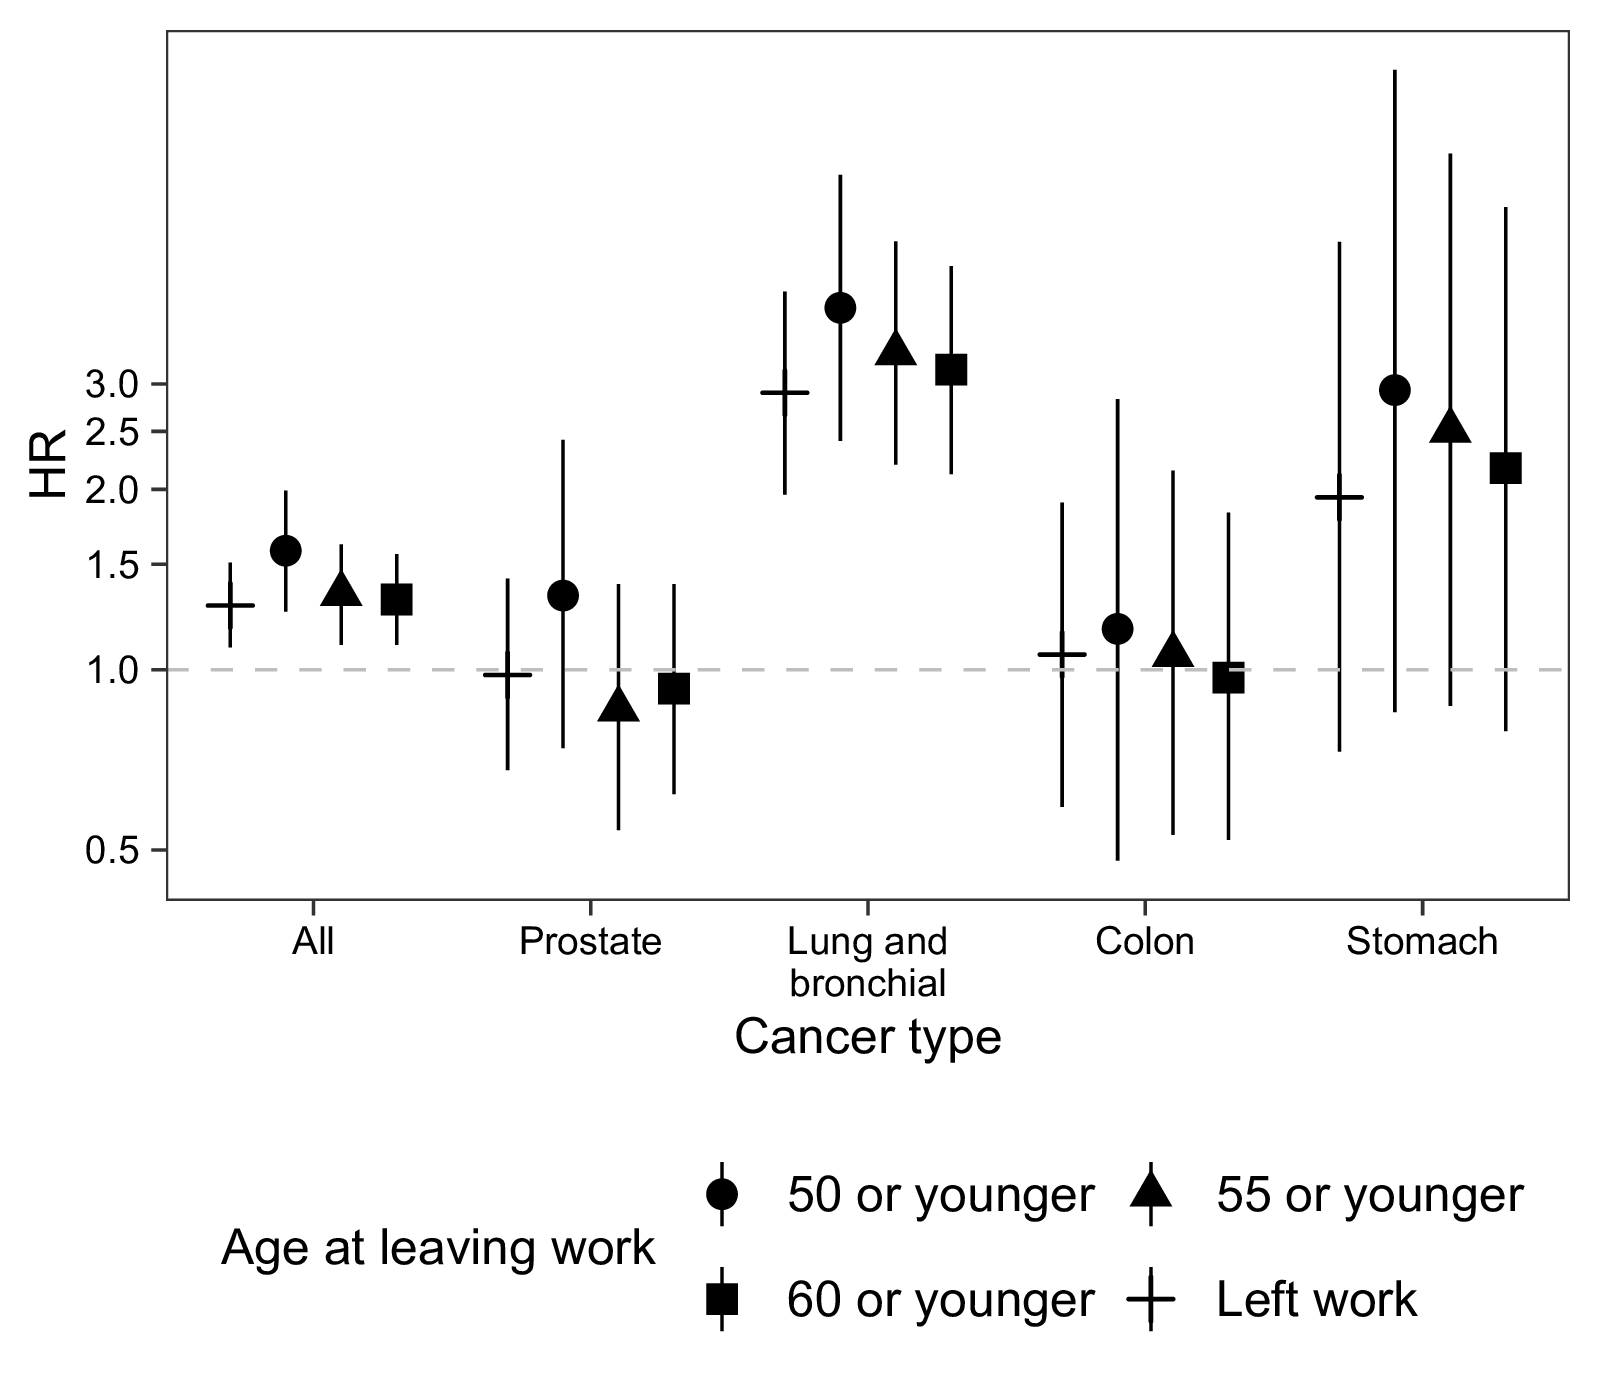 HR
3.0
2.5
2.0
1.5
1.0
0.5
All
Prostate
Lung and
bronchial
Colon
Stomach
Cancer type
Age at leaving work
50 or younger
55 or younger
60 or younger
Left work